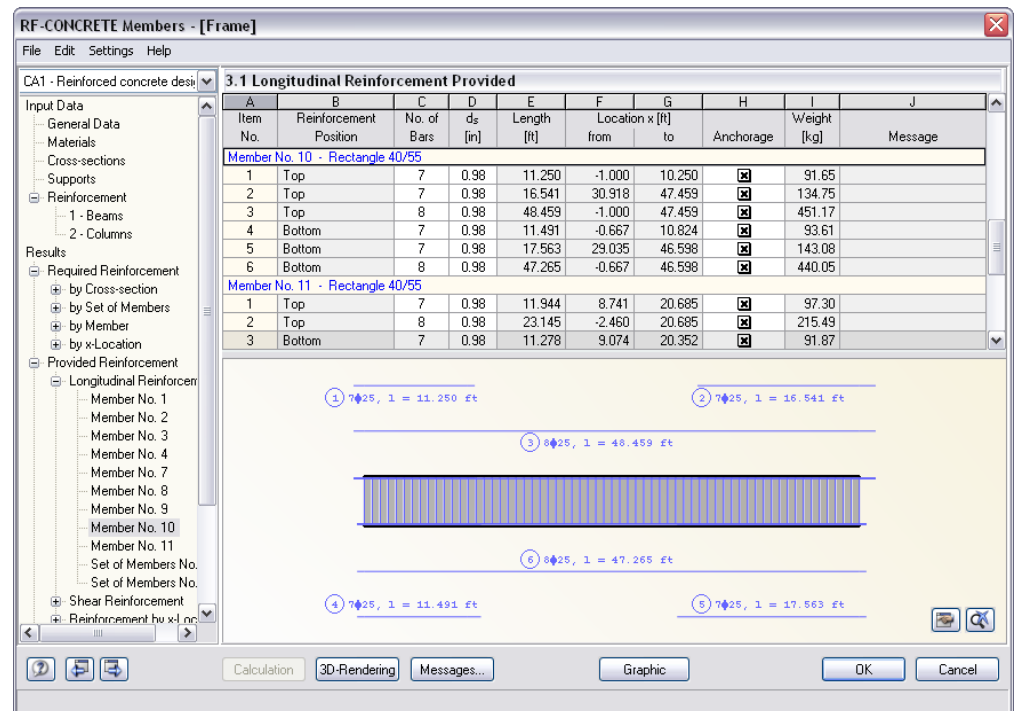 RF-CONCRETE Members - [Frame]
File Edit Settings Help
CA1 - Reinforced concrete desi
Input Data
General Data
Materials
Cross-sections
Supports
Reinforcement
1 - Beams
2 - Columns
Results
Required Reinforcement
by Cross-section
by Set of Members
by Member
by x-Location
Provided Reinforcement
Longitudinal Reinforcem
Member No. 1
Member No. 2
Member No. 3
Member No. 4
Member No. 7
Member No. 8
Member No. 9
Member No. 10
Member No. 11
Set of Members No.
Set of Members No.
Shear Reinforcement
Reinforcement by x-Loc
3.1 Longitudinal Reinforcement Provided
A B C D E F G H I J
Item Reinforcement No. of ds Length Location x [ft] Weight
No. Position Bars [in] [ft] from to Anchorage [kg] Message
Member No. 10 - Rectangle 40/55
1 Top 7 0.98 11.250 -1.000 10.250 91.65
2 Top 7 0.98 16.541 30.918 47.459 134.75
3 Top 8 0.98 48.459 -1.000 47.459 451.17
4 Bottom 7 0.98 11.491 -0.667 10.824 93.61
5 Bottom 7 0.98 17.563 29.035 46.598 143.08
6 Bottom 8 0.98 47.265 -0.667 46.598 440.05
Member No. 11 - Rectangle 40/55
1 Top 7 0.98 11.944 8.741 20.685 97.30
2 Top 8 0.98 23.145 -2.460 20.685 215.49
3 Bottom 7 0.98 11.278 9.074 20.352 91.87
1 7ϕ25, l = 11.250 ft 2 7ϕ25, l = 16.541 ft
3 8ϕ25, l = 48.459 ft
6 8ϕ25, l = 47.265 ft
4 7ϕ25, l = 11.491 ft 5 7ϕ25, l = 17.563 ft
Calculation 3D-Rendering Messages... Graphic OK Cancel